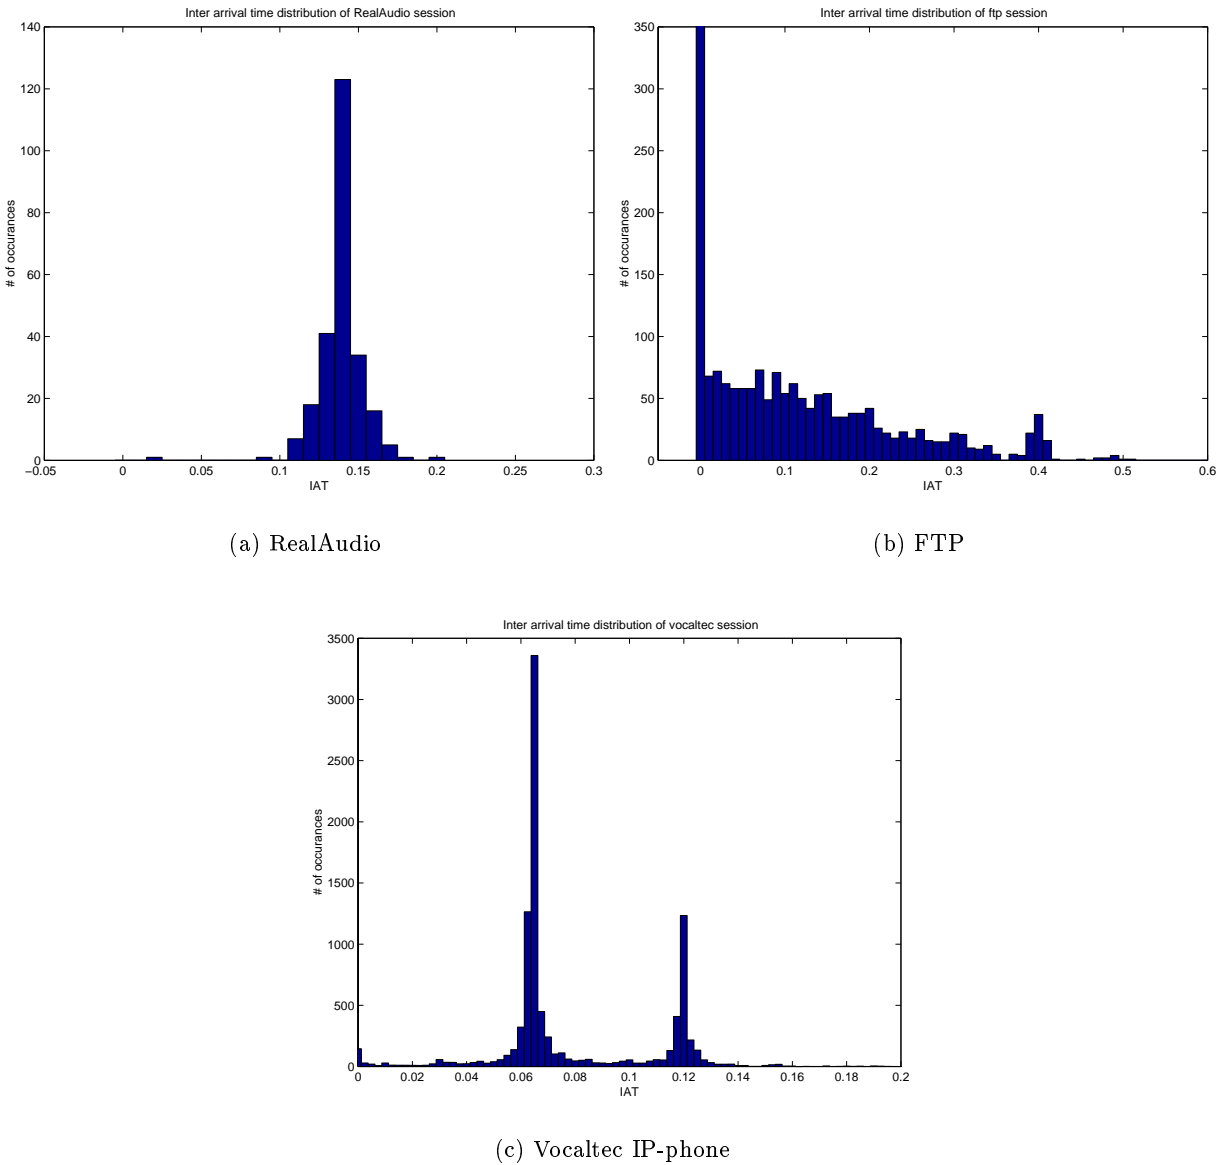 Inter arrival time distribution of RealAudio session
140
120
100
80
60
40
20
0
# of occurances
−0.05 0 0.05 0.1 0.15 0.2 0.25 0.3
IAT
(a) RealAudio
Inter arrival time distribution of ftp session
350
300
250
200
150
100
50
0
# of occurances
0 0.1 0.2 0.3 0.4 0.5 0.6
IAT
(b) FTP
Inter arrival time distribution of vocaltec session
3500
3000
2500
2000
1500
1000
500
0
# of occurances
0 0.02 0.04 0.06 0.08 0.1 0.12 0.14 0.16 0.18 0.2
IAT
(c) Vocaltec IP-phone